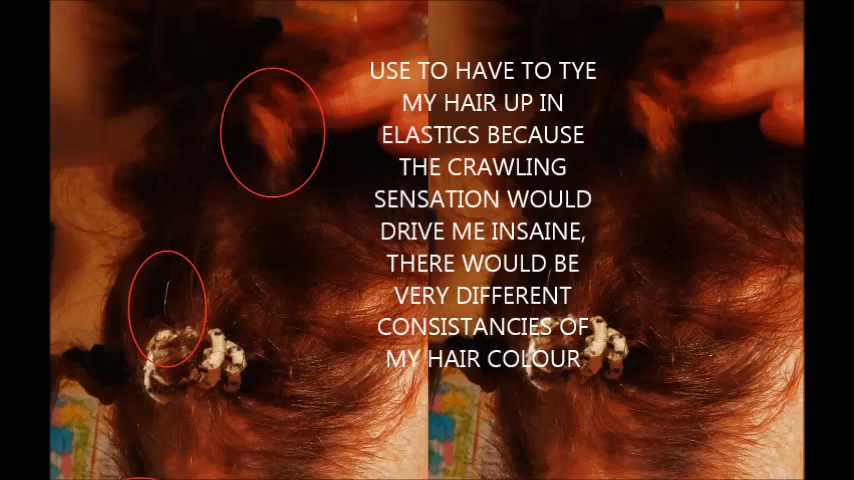 USE TO HAVE TO TYE
MY HAIR UP IN
ELASTICS BECAUSE
THE CRAWLING
SENSATION WOULD
DRIVE ME INSAINE,
THERE WOULD BE
VERY DIFFERENT
CONSISTANCIES OF
MY HAIR COLOUR